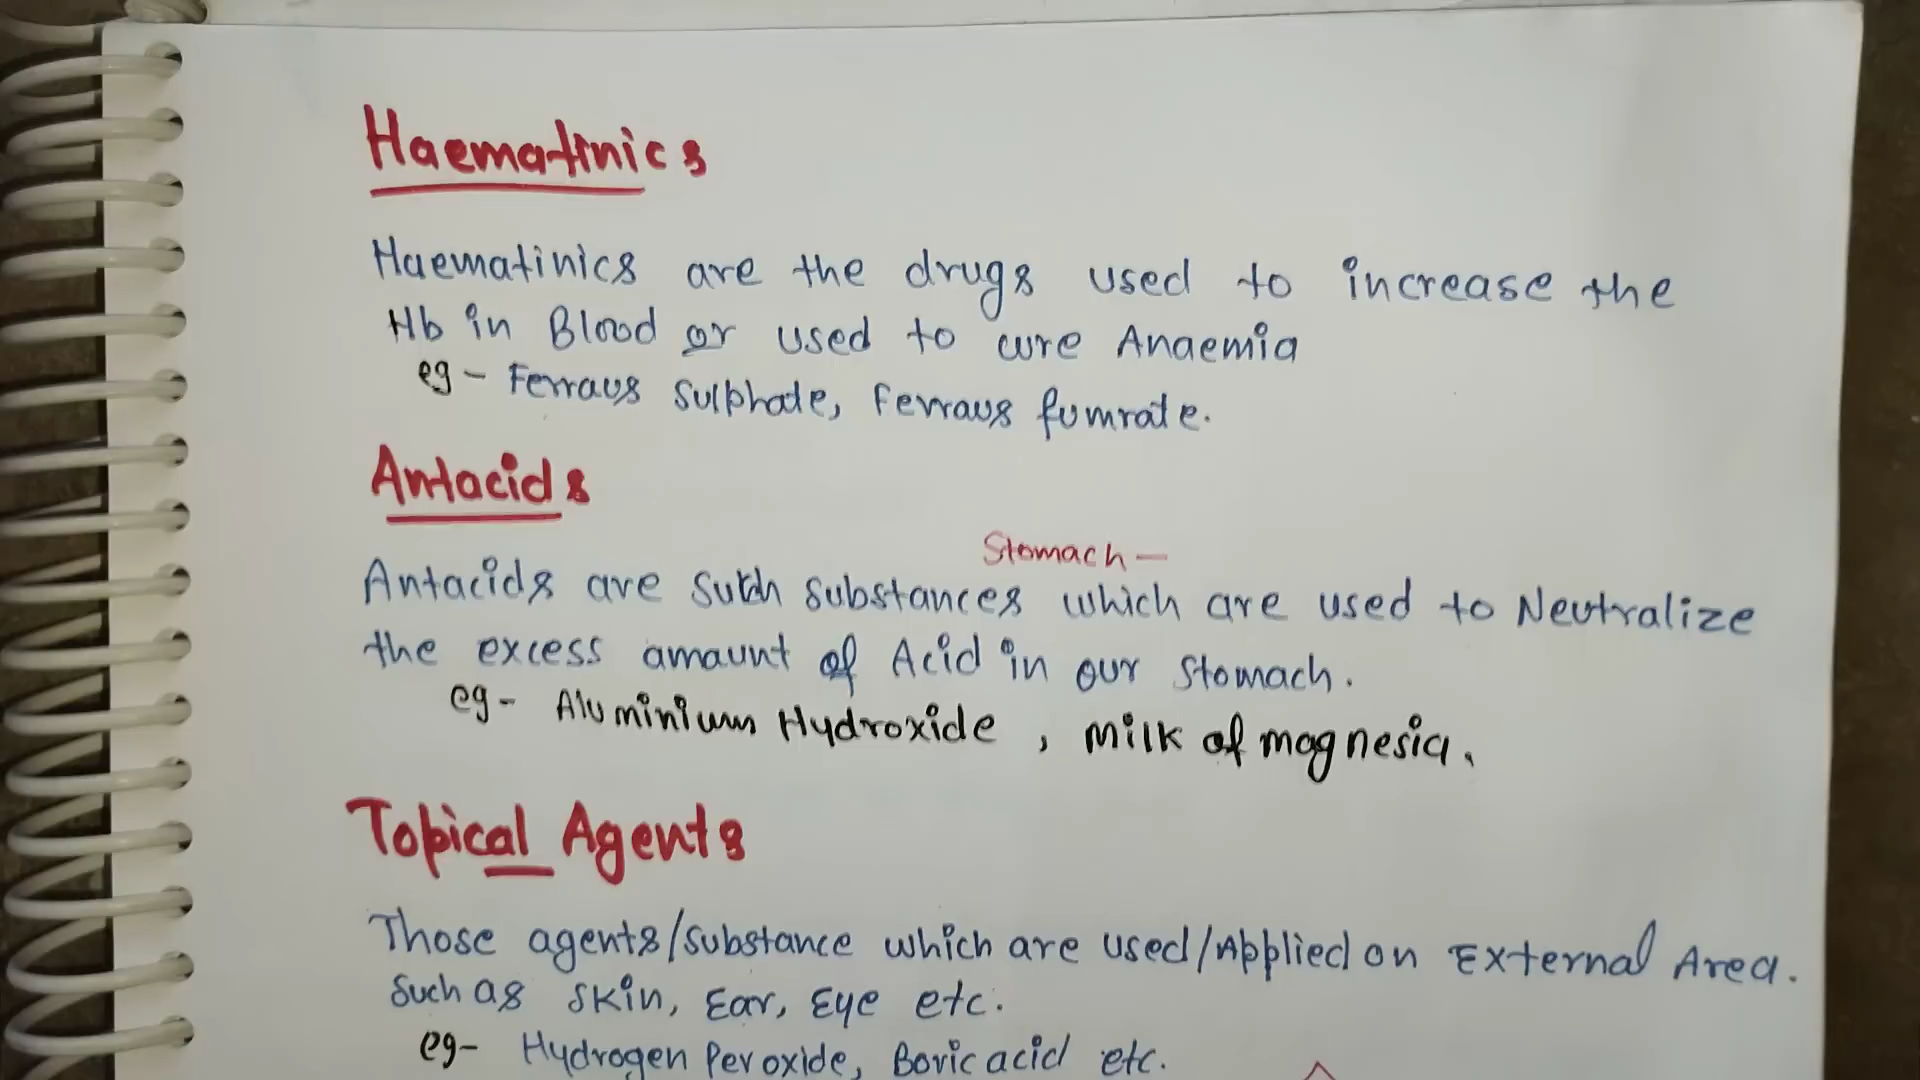 Haematinics
Haematinics are the drugs used to increase the
Hb in Blood or used to cure Anaemia
eg- Ferraus Sulphate, Ferraus fumrate.
Antacids
Stomach-
Antacids are such substances which are used to Neutralize
the excess amaunt of Acid in our Stomach.
eg- Aluminium Hydroxide, Milk of magnesia.
Topical Agents
Those agents/substance which are used/Applied on External Area.
Such as skin, Ear, Eye etc.
eg- Hydrogen Peroxide, Boric acid etc.